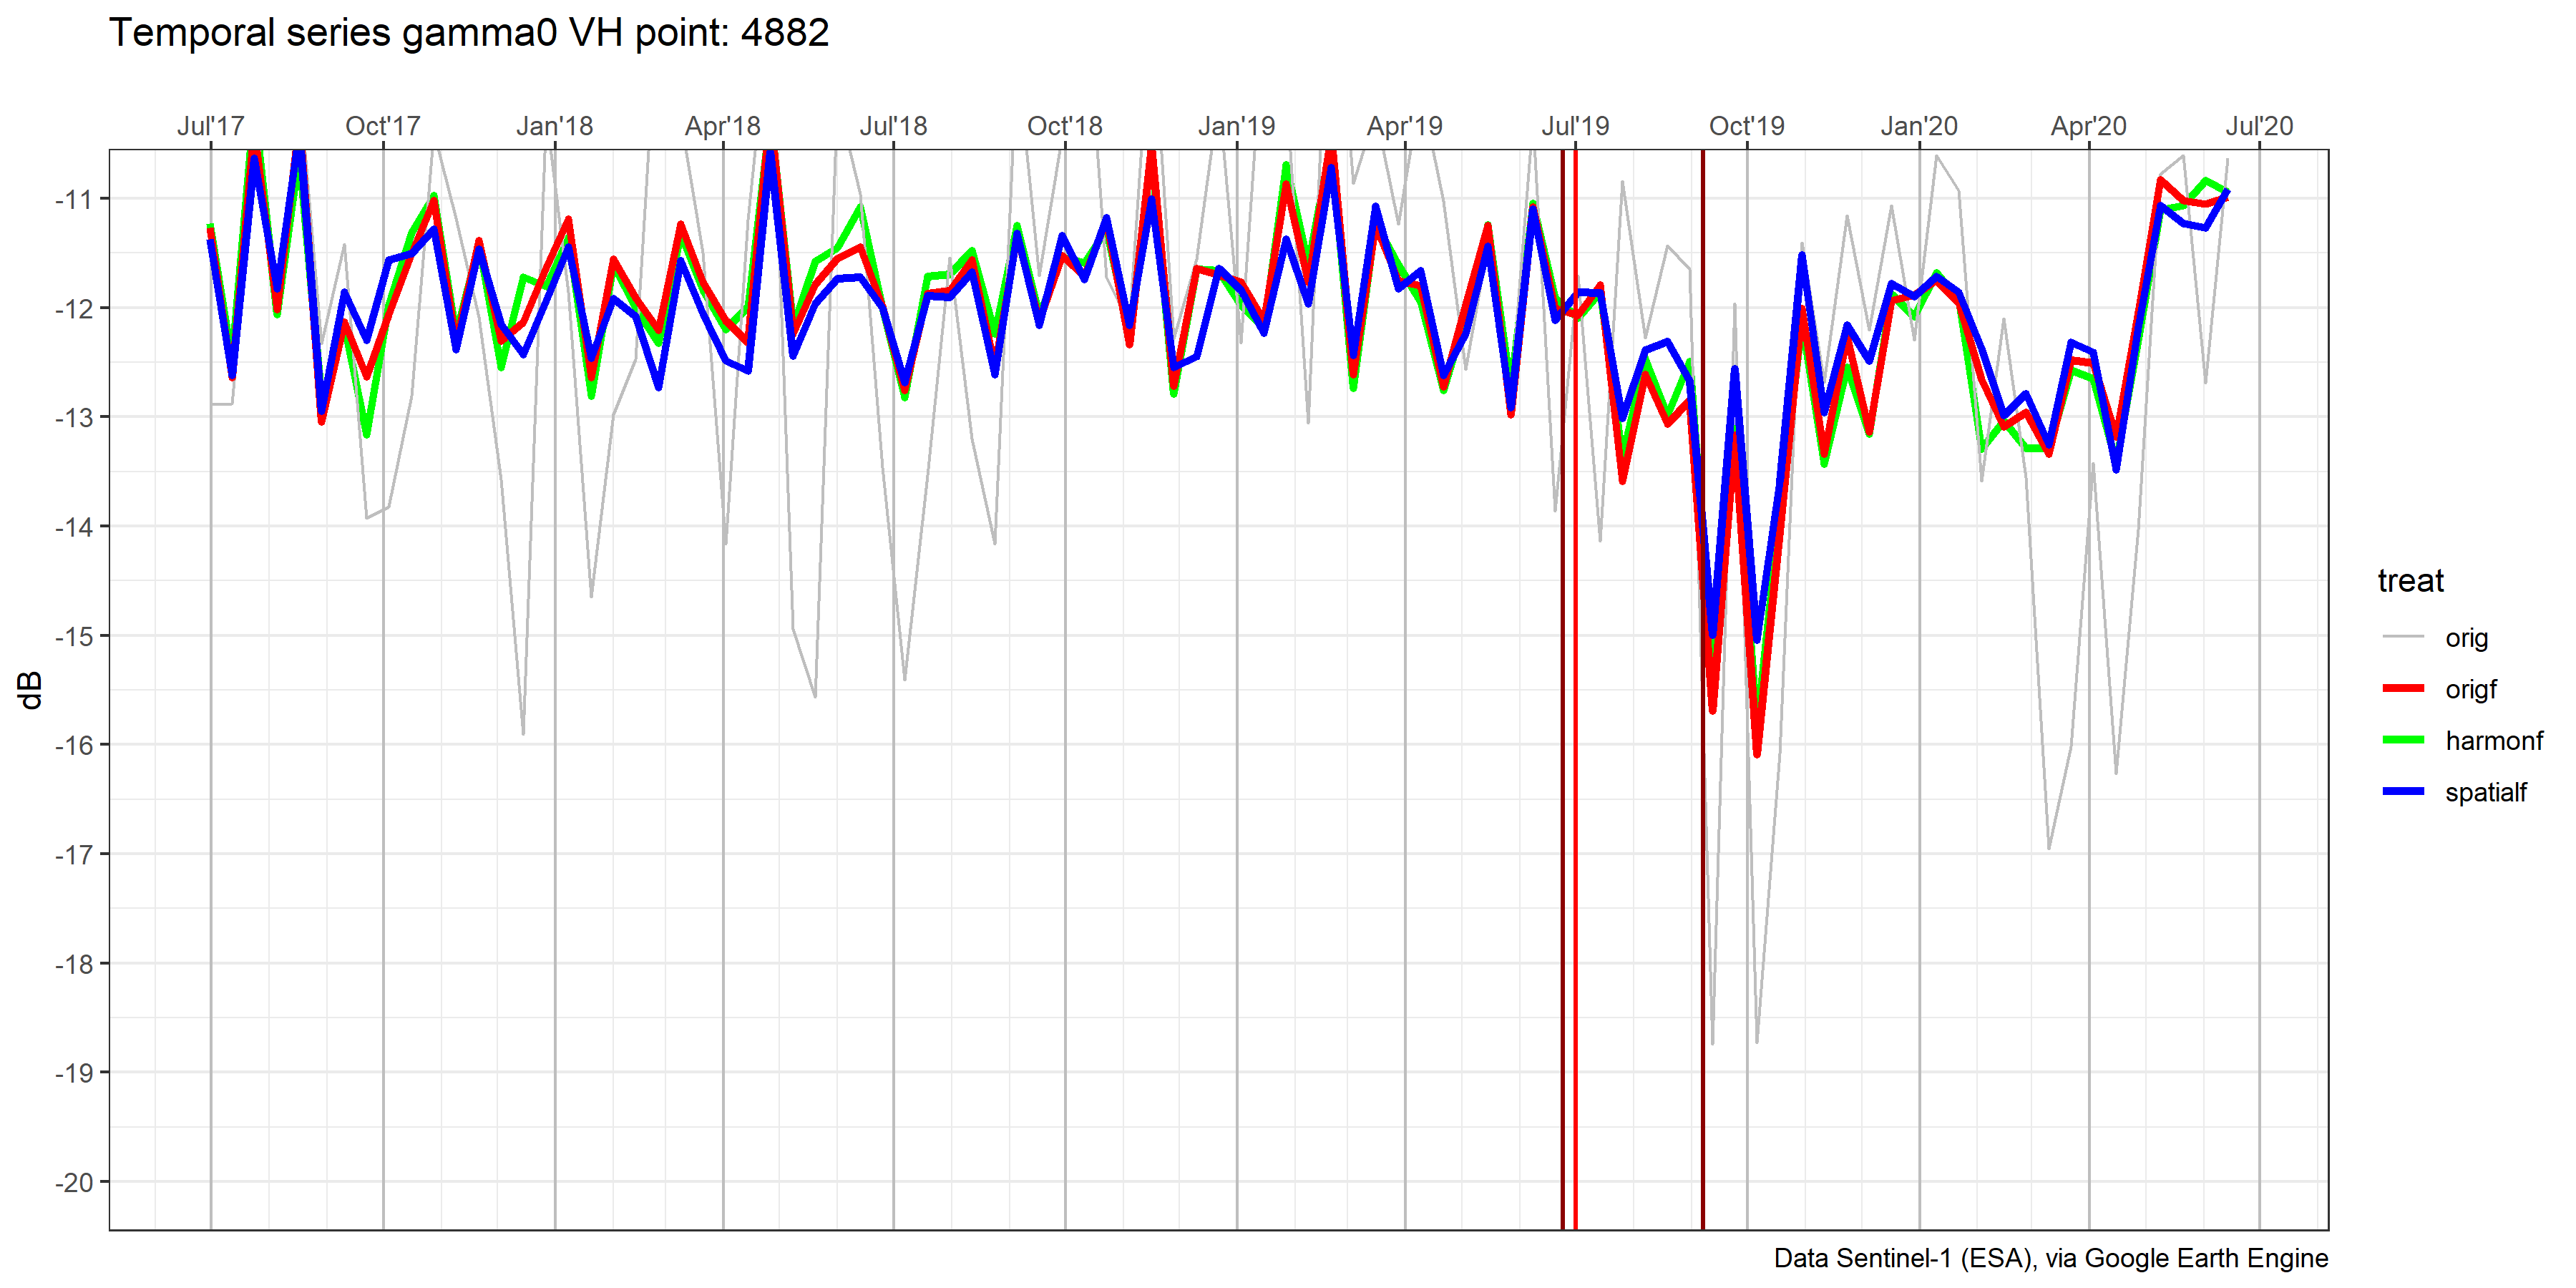 Temporal series gamma0 VH point: 4882
Jul'17 Oct'17 Jan'18 Apr'18 Jul'18 Oct'18 Jan'19 Apr'19 Jul'19 Oct'19 Jan'20 Apr'20 Jul'20
-11
-12
-13
-14
-15
-16
-17
-18
-19
-20
dB
treat
orig
origf
harmonf
spatialf
Data Sentinel-1 (ESA), via Google Earth Engine